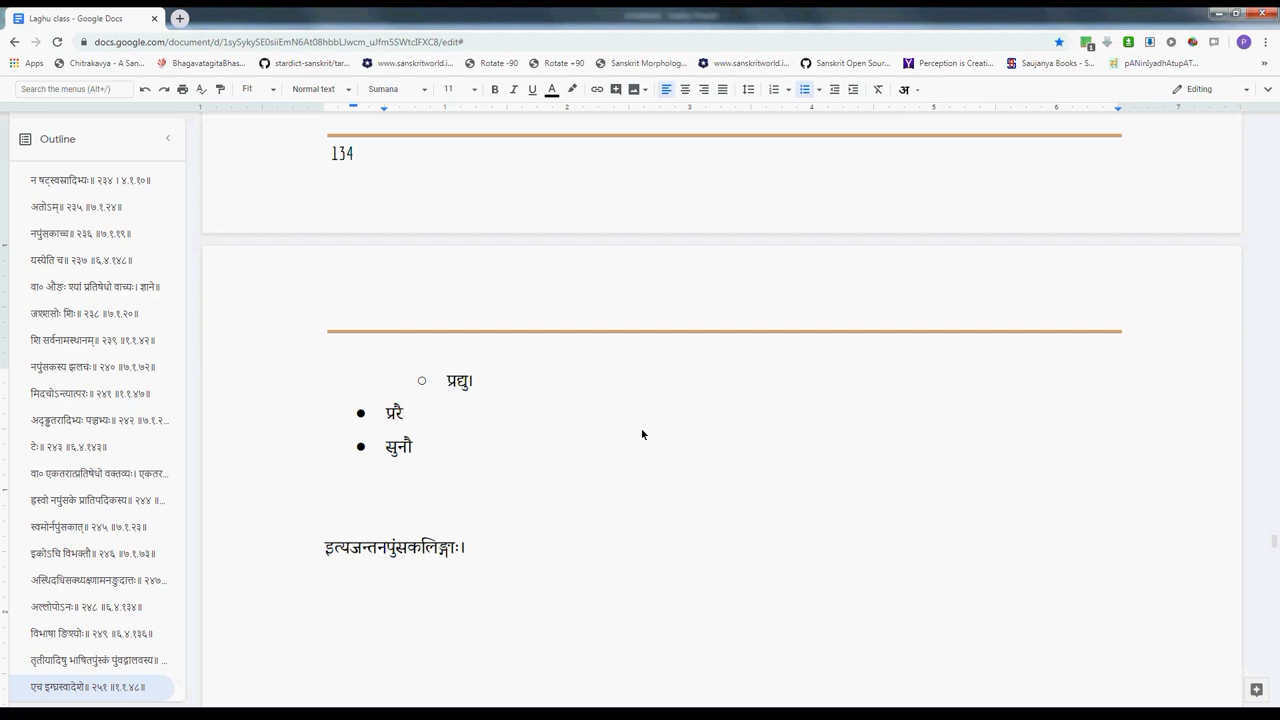 Laghu class - Google Docs
docs.google.com/document/d/1sySykySE0siiEmN6At08hbbLJwcm_uJfm5SWtcIFXC8/edit#
P
Apps
Chitrakavya - A San...
BhagavatagitaBhas...
stardict-sanskrit/tar...
www.sanskritworld.i...
Rotate -90
Rotate +90
Sanskrit Morpholog...
www.sanskritworld.i...
Sanskrit Open Sour...
Perception is Creati...
Saujanya Books - S...
pANinIyadhAtupAT...
Search the menus (Alt+/)
Fit
Normal text
Sumana
11
B I U A
अ
Editing
1 1 2 3 4 5 6 7
Outline
न षट्स्वस्रादिभ्यः॥ २३४ । ४.१.१०॥
अतोऽम्॥ २३५ ॥७.१.२४॥
नपुंसकाच्च॥ २३६ ॥७.१.१९॥
यस्येति च॥ २३७ ॥६.४.१४८॥
वा० औङः श्यां प्रतिषेधो वाच्यः। ज्ञाने॥
जश्शसोः शिः॥ २३८ ॥७.१.२०॥
शि सर्वनामस्थानम्॥ २३९ ॥१.१.४२॥
नपुंसकस्य झलचः॥ २४० ॥७.१.७२॥
मिदचोऽन्त्यात्परः॥ २४१ ॥१.१.४७॥
अद्ड्डतरादिभ्यः पञ्चभ्यः॥ २४२ ॥७.१.२...
टेः॥ २४३ ॥६.४.१४३॥
वा० एकतरात्प्रतिषेधो वक्तव्यः। एकतर...
ह्रस्वो नपुंसके प्रातिपदिकस्य॥ २४४ ॥...
स्वमोर्नपुंसकात्॥ २४५ ॥७.१.२३॥
इकोऽचि विभक्तौ॥ २४६ ॥७.१.७३॥
अस्थिदधिसक्थ्यक्ष्णामनङुदात्तः॥ २४७...
अल्लोपोऽनः॥ २४८ ॥६.४.१३४॥
विभाषा ङिश्योः॥ २४९ ॥६.४.१३६॥
तृतीयादिषु भाषितपुंस्कं पुंवद्गालवस्य॥ ...
एच इग्घ्रस्वादेशे॥ २५१ ॥१.१.४८॥
134
प्रद्यु।
प्ररै
सुनौ
इत्यजन्तनपुंसकलिङ्गाः।